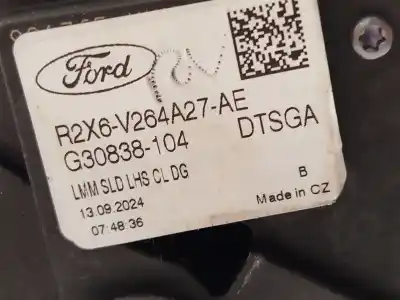 Ford
R2X6-V264A27-AE
G30838-104
DTSGA
LMM SLD LHS CL DG
13.09.2024
07:48:36
B
Made in CZ